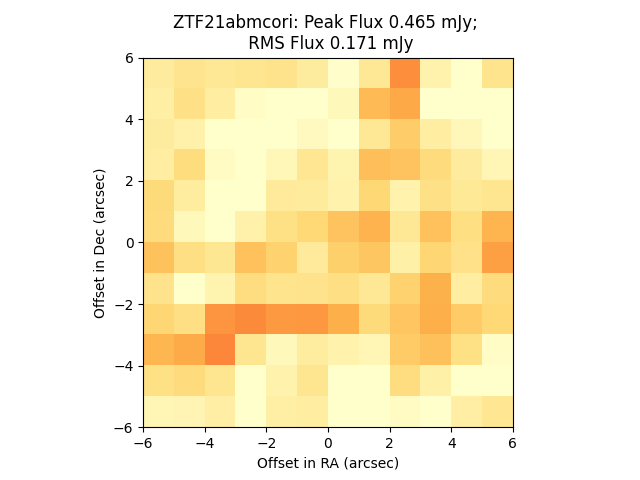 ZTF21abmcori: Peak Flux 0.465 mJy;
RMS Flux 0.171 mJy
6
4
2
0
−2
−4
−6
Offset in Dec (arcsec)
−6 −4 −2 0 2 4 6
Offset in RA (arcsec)